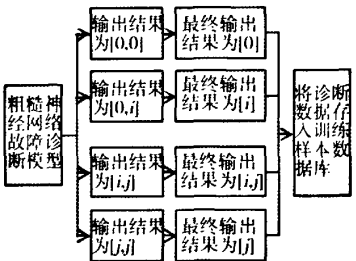 粗糙神
经网络
故障诊
断模型
输出结果
为[0,0]
最终输出
结果为[0]
输出结果
为[0,i]
最终输出
结果为[i]
输出结果
为[i,j]
最终输出
结果为[i,j]
输出结果
为[j,j]
最终输出
结果为[j]
将诊断
数据存
入训练
样本数
据库